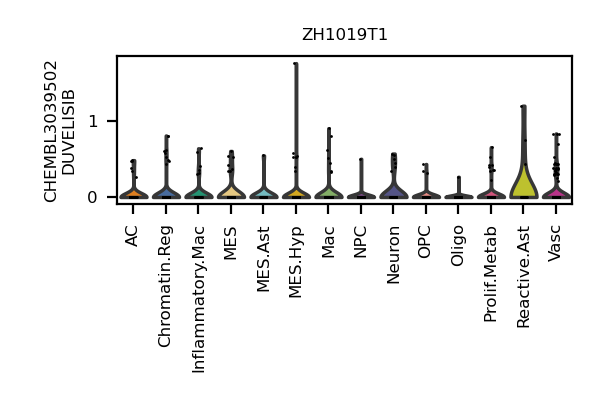 ZH1019T1
CHEMBL3039502
DUVELISIB
1
0
AC
Chromatin.Reg
Inflammatory.Mac
MES
MES.Ast
MES.Hyp
Mac
NPC
Neuron
OPC
Oligo
Prolif.Metab
Reactive.Ast
Vasc